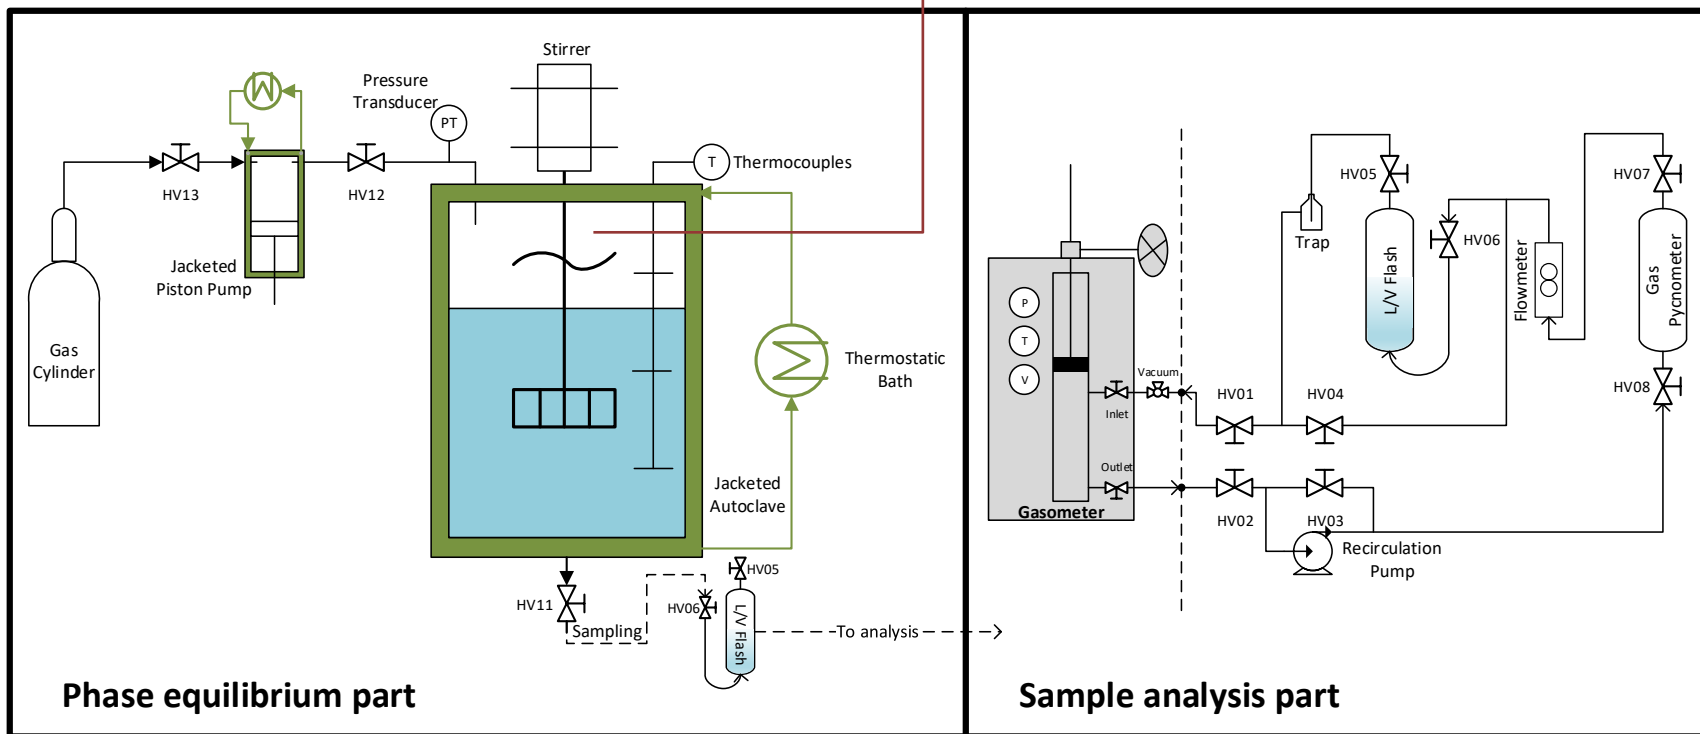 Stirrer
Pressure
Transducer
PT
T
Thermocouples
HV13
HV12
Jacketed
Piston Pump
Gas
Cylinder
Thermostatic
Bath
Jacketed
Autoclave
HV11
Sampling
HV05
HV06
L/V Flash
To analysis
Phase equilibrium part
HV05
HV07
Trap
HV06
L/V Flash
Flowmeter
Gas
Pycnometer
P
T
V
Vacuum
Inlet
HV01
HV04
HV08
Outlet
Gasometer
HV02
HV03
Recirculation
Pump
Sample analysis part